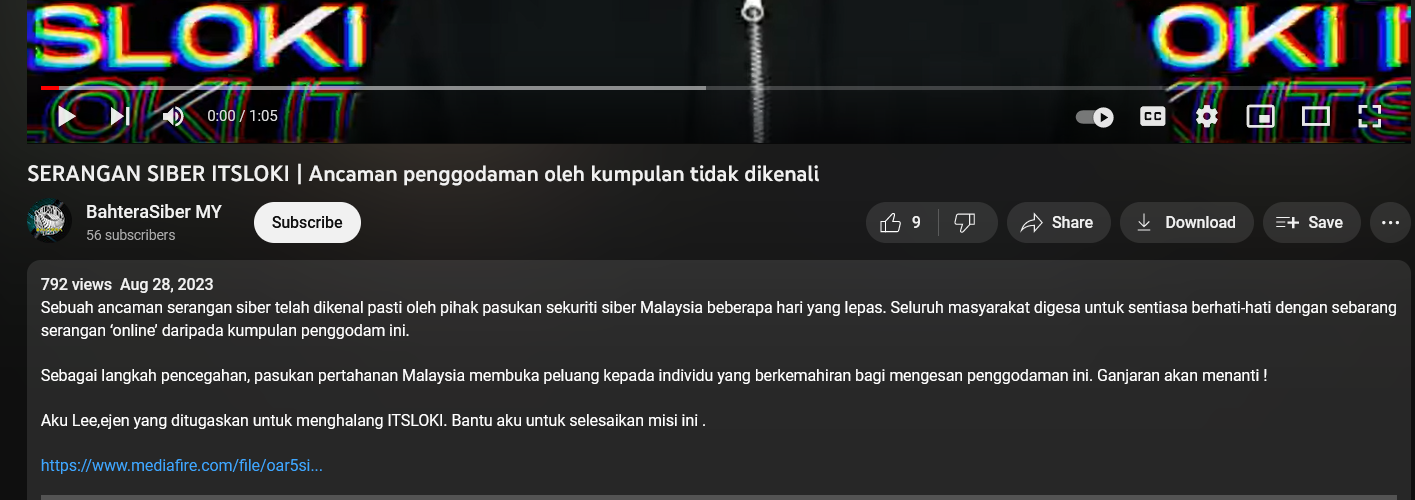 SLOKI
OKI I
LOKI IT
K ITS
0:00 / 1:05
CC
SERANGAN SIBER ITSLOKI | Ancaman penggodaman oleh kumpulan tidak dikenali
BahteraSiber MY
56 subscribers
Subscribe
9
Share
Download
Save
792 views Aug 28, 2023
Sebuah ancaman serangan siber telah dikenal pasti oleh pihak pasukan sekuriti siber Malaysia beberapa hari yang lepas. Seluruh masyarakat digesa untuk sentiasa berhati-hati dengan sebarang
serangan ‘online’ daripada kumpulan penggodam ini.
Sebagai langkah pencegahan, pasukan pertahanan Malaysia membuka peluang kepada individu yang berkemahiran bagi mengesan penggodaman ini. Ganjaran akan menanti !
Aku Lee,ejen yang ditugaskan untuk menghalang ITSLOKI. Bantu aku untuk selesaikan misi ini .
https://www.mediafire.com/file/oar5si...